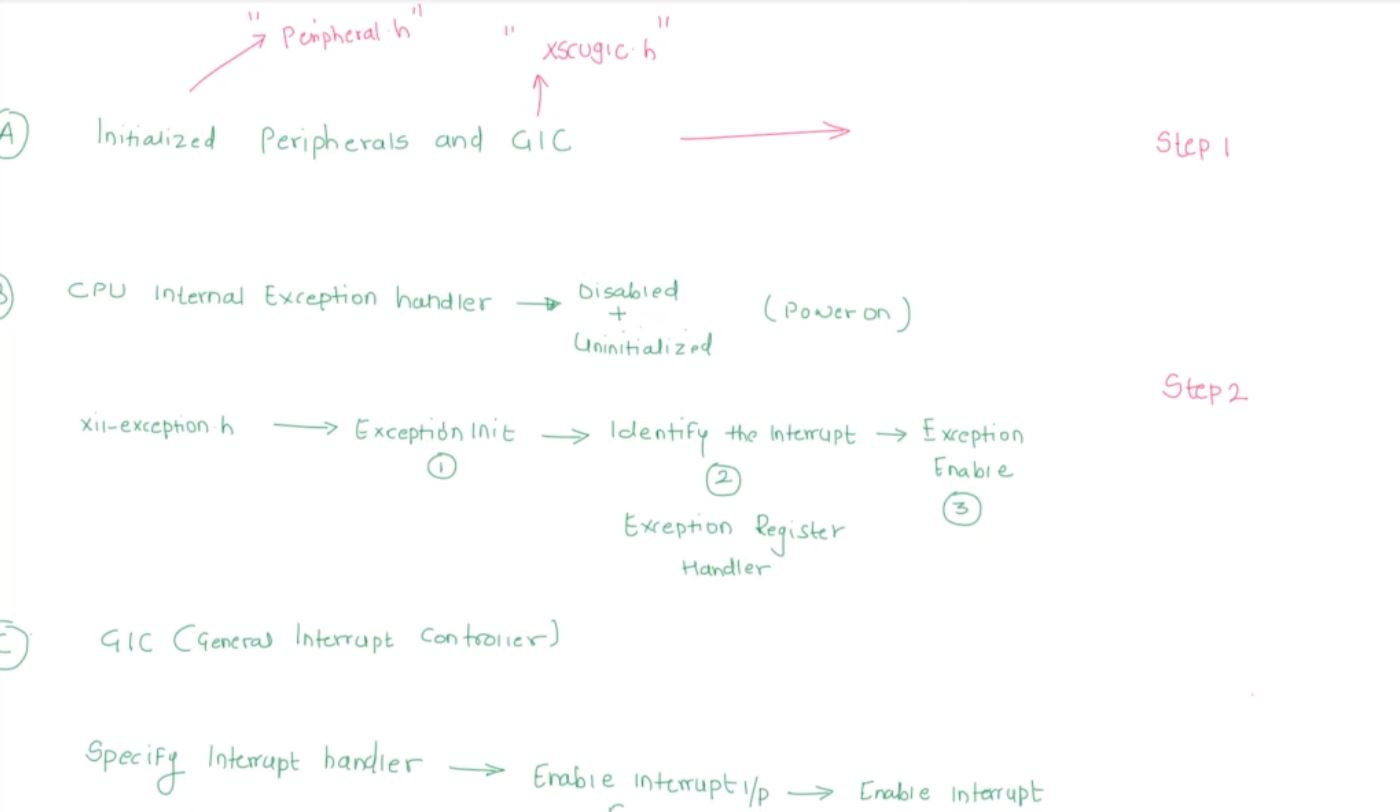 "Peripheral.h"
"xscugic.h"
A Initialized Peripherals and GIC
Step 1
B CPU Internal Exception handler → Disabled + Uninitialized (Power on)
Step 2
xil-exception.h → Exception Init → Identify the Interrupt → Exception Enable
1 2 3
Exception Register Handler
C GIC (General Interrupt Controller)
Specify Interrupt handler → Enable interrupt i/p → Enable Interrupt